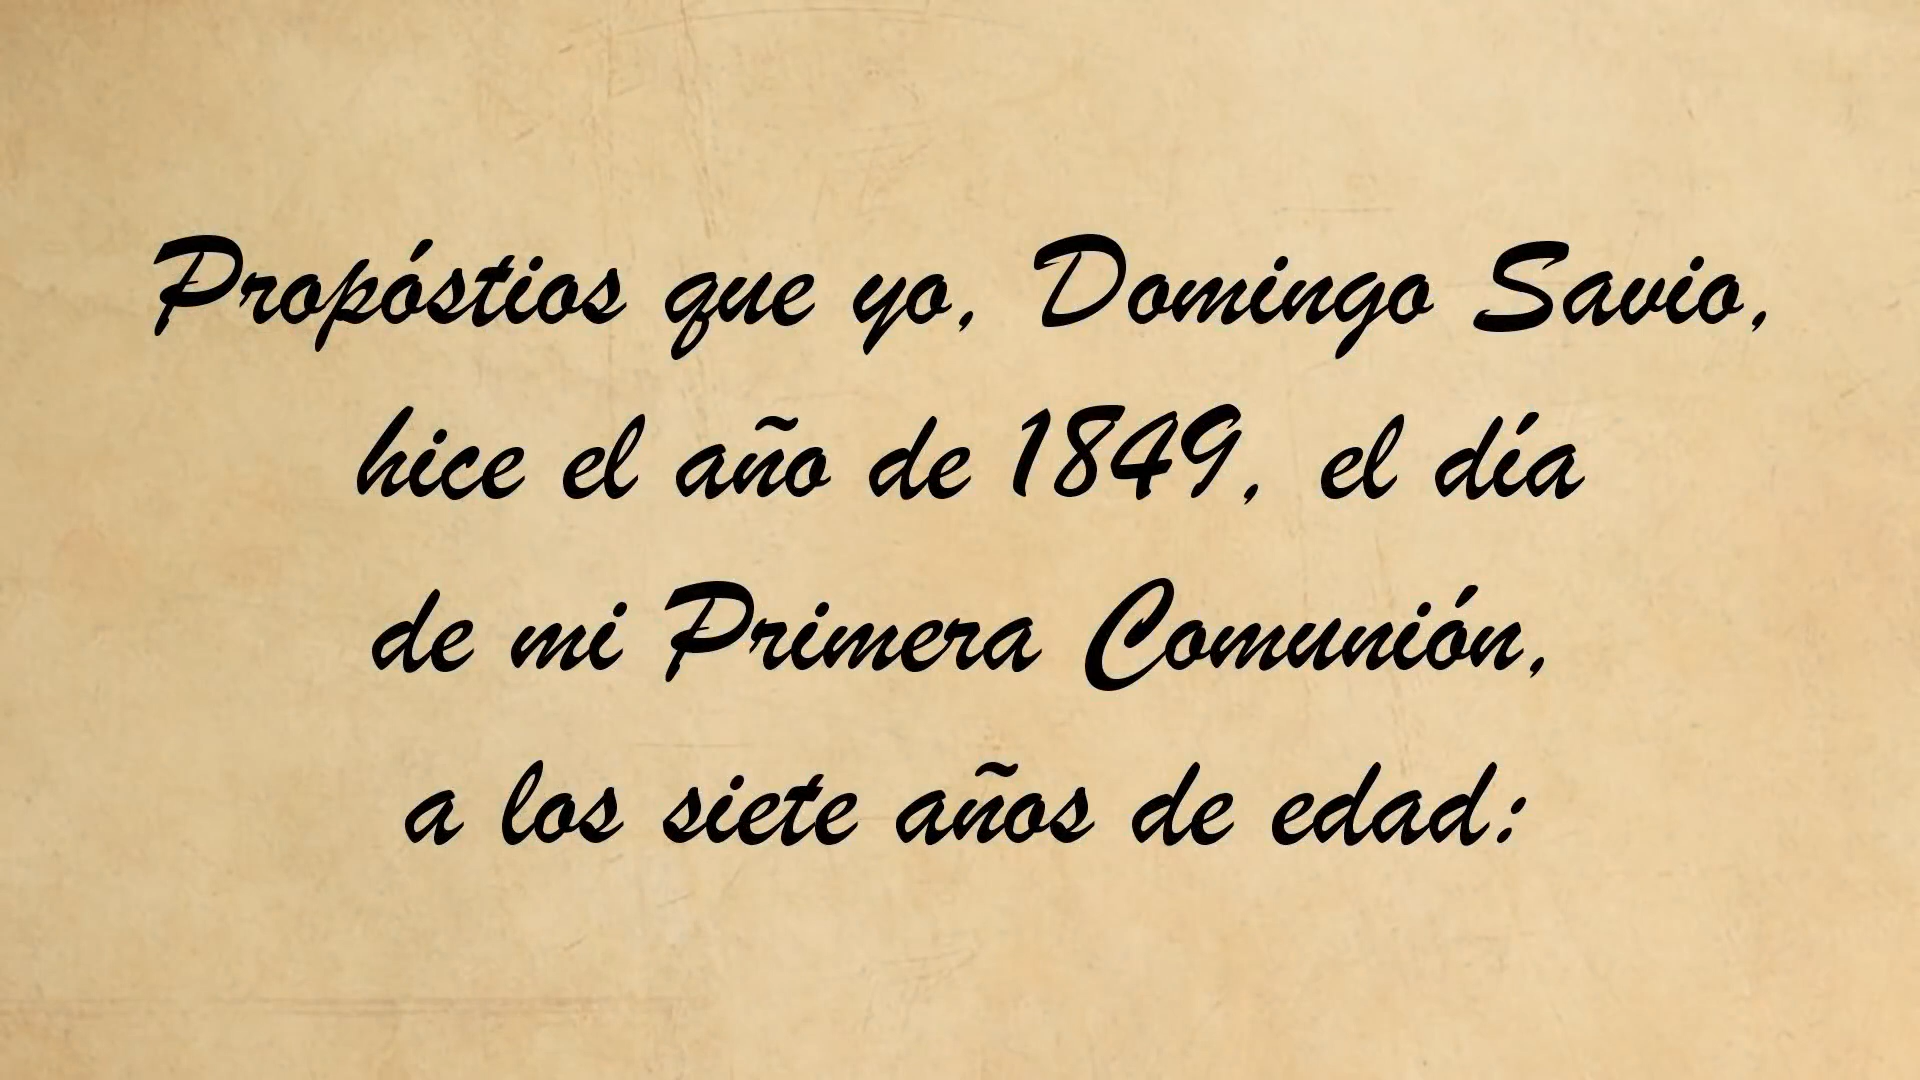 Propóstios que yo, Domingo Savio,
hice el año de 1849, el día
de mi Primera Comunión,
a los siete años de edad: